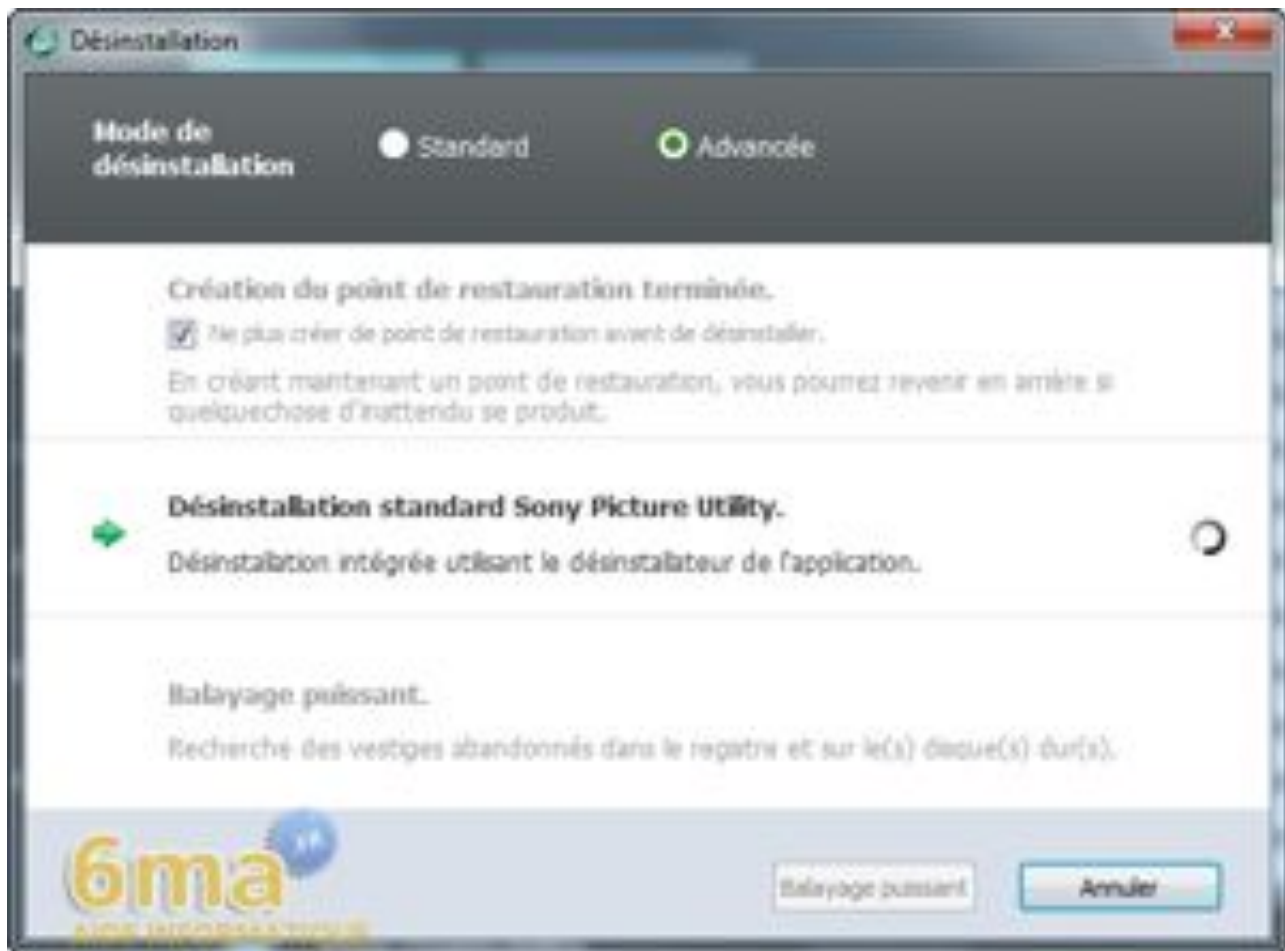 Désinstallation
Mode de
désinstallation
Standard
Advancée
Création du point de restauration terminée.
Ne plus créer de point de restauration avant de désinstaller.
En créant maintenant un point de restauration, vous pourrez revenir en arrière si
quelquechose d'inattendu se produit.
Désinstallation standard Sony Picture Utility.
Désinstallation intégrée utilisant le désinstallateur de l'application.
Balayage puissant.
Recherche des vestiges abandonnés dans le registre et sur le(s) disque(s) dur(s).
6ma
AIDE INFORMATIQUE
Balayage puissant
Annuler